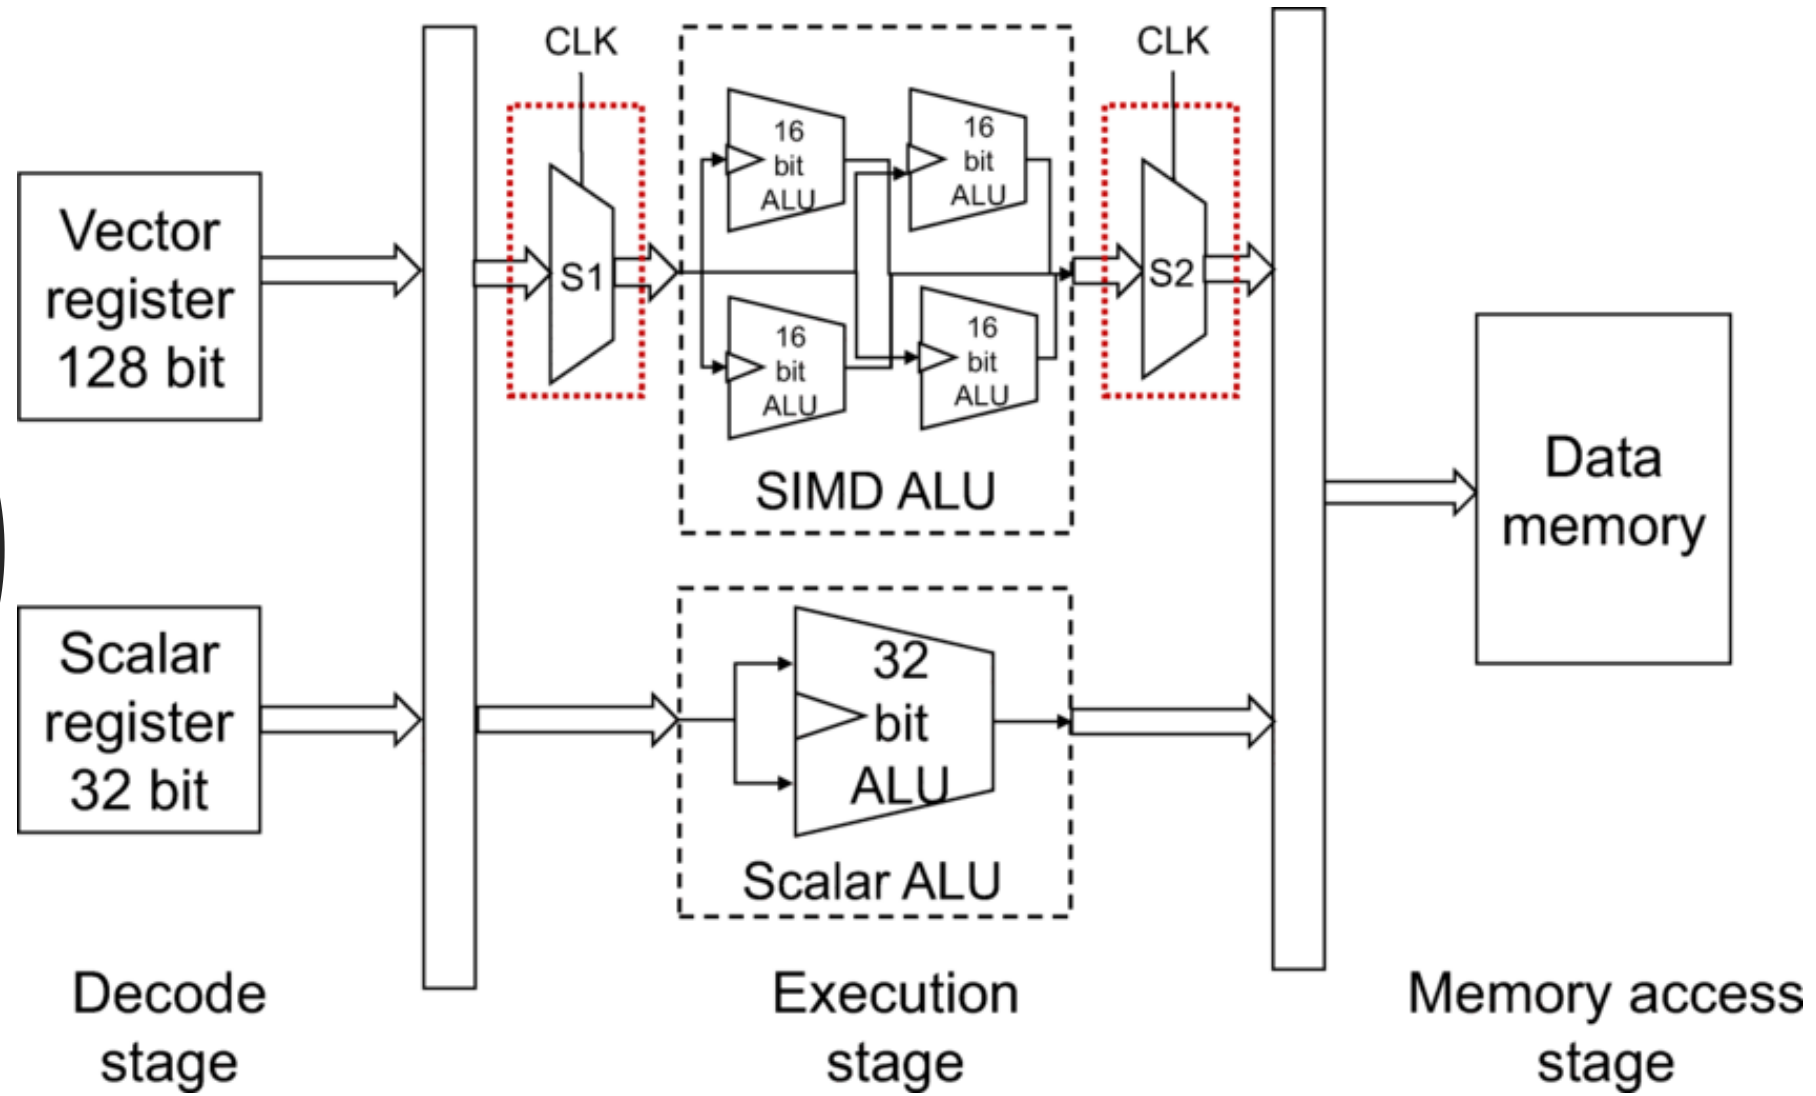 CLK
CLK
Vector
register
128 bit
S1
16
bit
ALU
16
bit
ALU
16
bit
ALU
16
bit
ALU
SIMD ALU
S2
Data
memory
Scalar
register
32 bit
32
bit
ALU
Scalar ALU
Decode
stage
Execution
stage
Memory access
stage